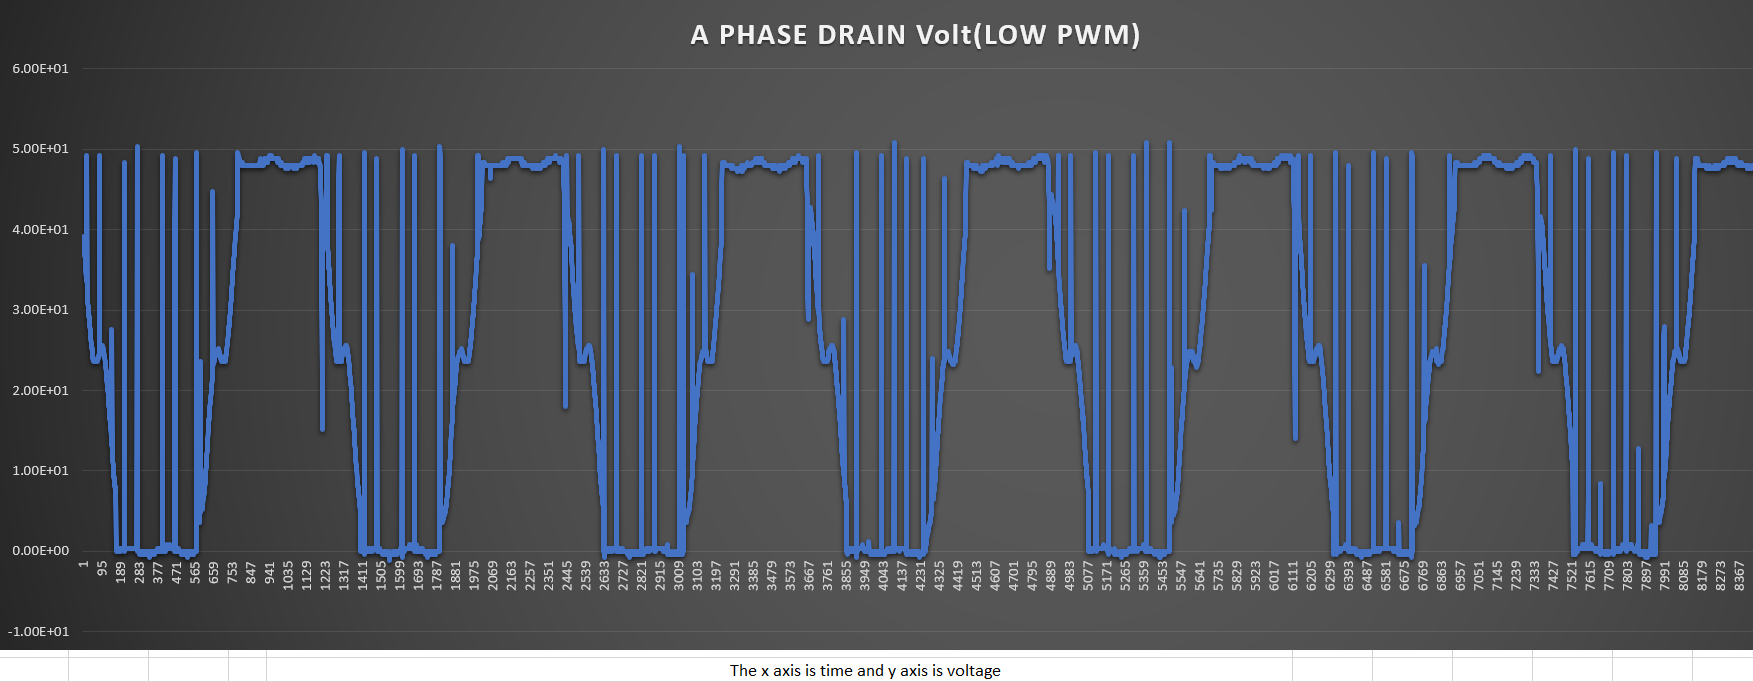 A PHASE DRAIN Volt(LOW PWM)
6.00E+01
5.00E+01
4.00E+01
3.00E+01
2.00E+01
1.00E+01
0.00E+00
-1.00E+01
1 95 189 283 377 471 565 659 753 847 941 1035 1129 1223 1317 1411 1505 1599 1693 1787 1881 1975 2069 2163 2257 2351 2445 2539 2633 2727 2821 2915 3009 3103 3197 3291 3385 3479 3573 3667 3761 3855 3949 4043 4137 4231 4325 4419 4513 4607 4701 4795 4889 4983 5077 5171 5265 5359 5453 5547 5641 5735 5829 5923 6017 6111 6205 6299 6393 6487 6581 6675 6769 6863 6957 7051 7145 7239 7333 7427 7521 7615 7709 7803 7897 7991 8085 8179 8273 8367
The x axis is time and y axis is voltage